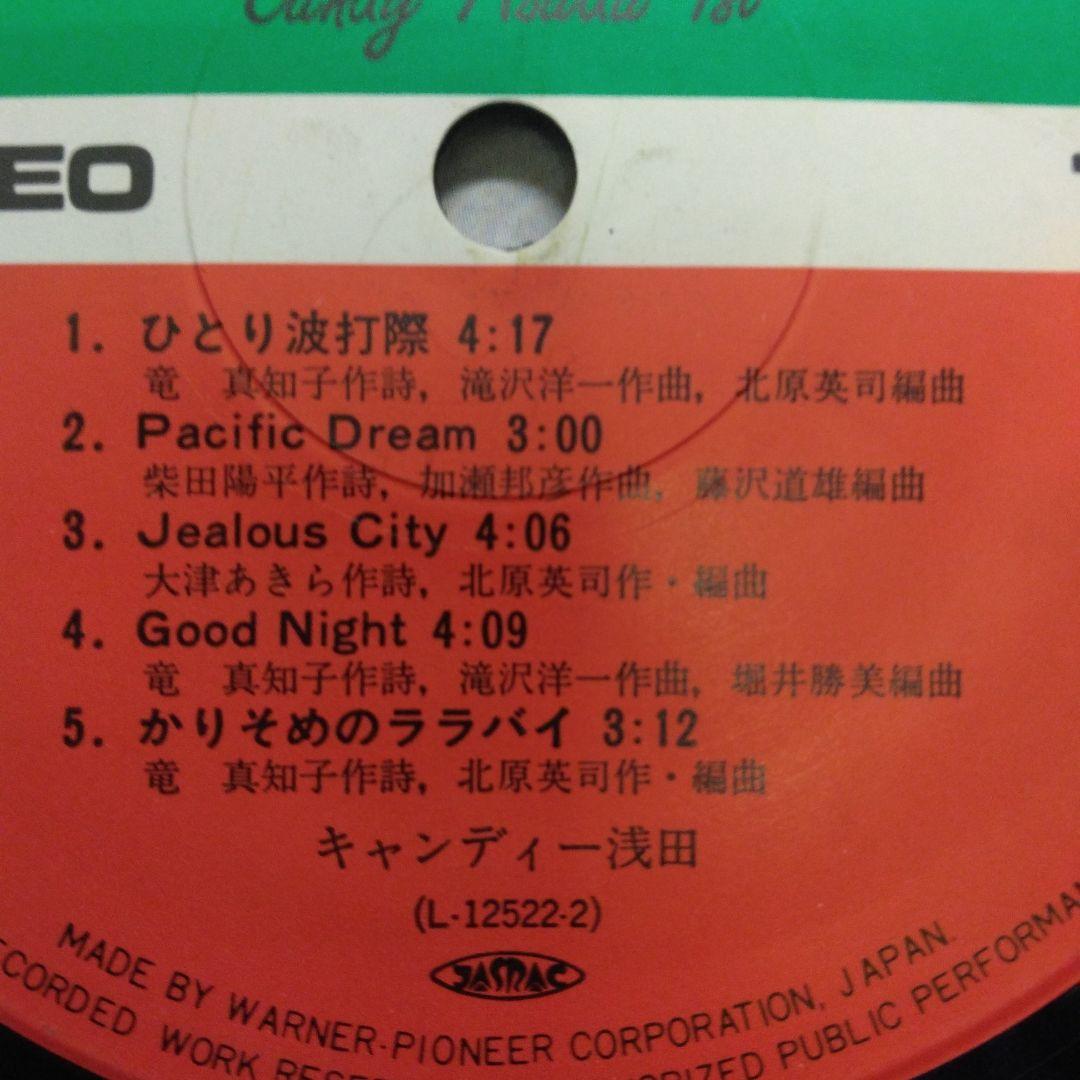 Candy
EO
1. ひとり波打際 4:17
竜 真知子作詩, 滝沢洋一作曲, 北原英司編曲
2. Pacific Dream 3:00
柴田陽平作詩, 加瀬邦彦作曲, 藤沢道雄編曲
3. Jealous City 4:06
大津あきら作詩, 北原英司作・編曲
4. Good Night 4:09
竜 真知子作詩, 滝沢洋一作曲, 堀井勝美編曲
5. かりそめのララバイ 3:12
竜 真知子作詩, 北原英司作・編曲
キャンディー浅田
(L-12522-2)
JASRAC
MADE BY WARNER-PIONEER CORPORATION, JAPAN.
ECORDED WORK RESE ORIZED PUBLIC PERFORMAN